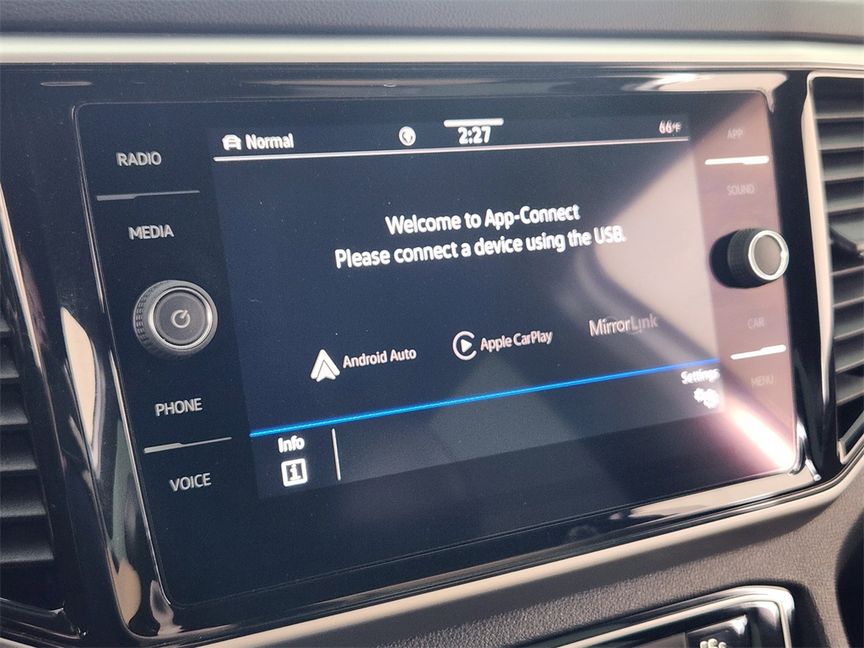 RADIO
MEDIA
PHONE
VOICE
Normal
2:27
66°F
Welcome to App-Connect
Please connect a device using the USB.
Android Auto
Apple CarPlay
MirrorLink
Info
Settings
APP
SOUND
CAR
MENU